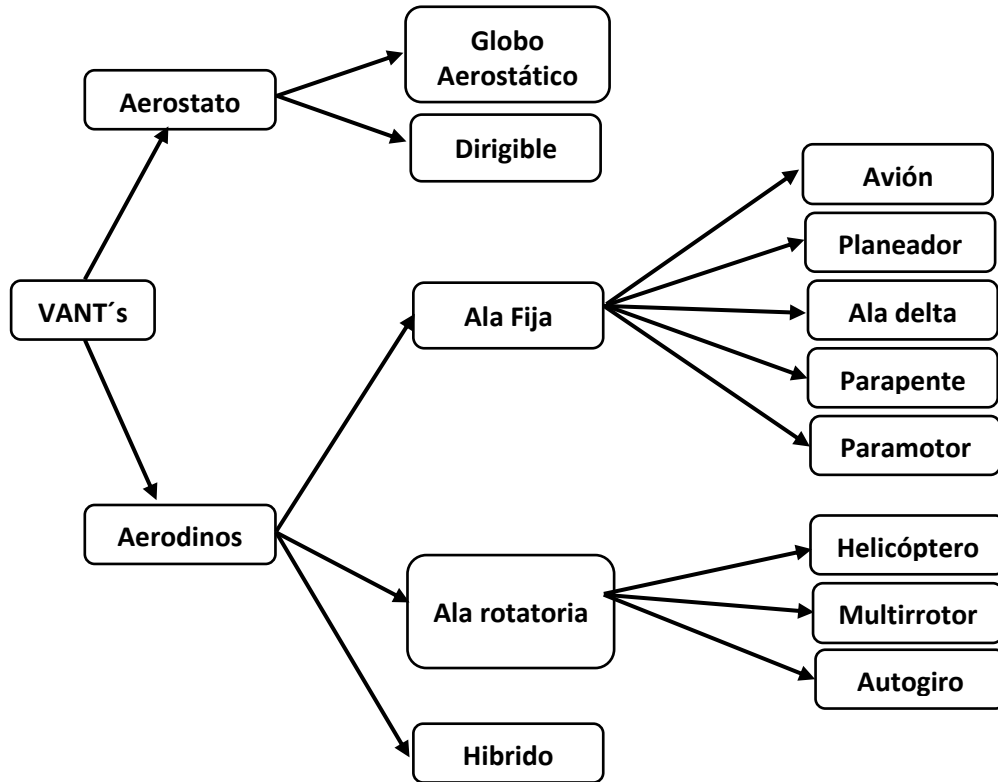 Globo
Aerostático
Aerostato
Dirigible
Avión
Planeador
VANT´s
Ala Fija
Ala delta
Parapente
Paramotor
Aerodinos
Helicóptero
Ala rotatoria
Multirrotor
Autogiro
Hibrido